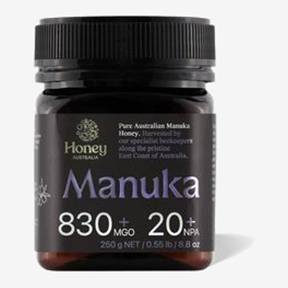 Honey
AUSTRALIA
Pure Australian Manuka
Honey. Harvested by
our specialist beekeepers
along the pristine
East Coast of Australia.
Manuka
830+ MGO 20+ NPA
250 g NET / 0.55 lb / 8.8 oz